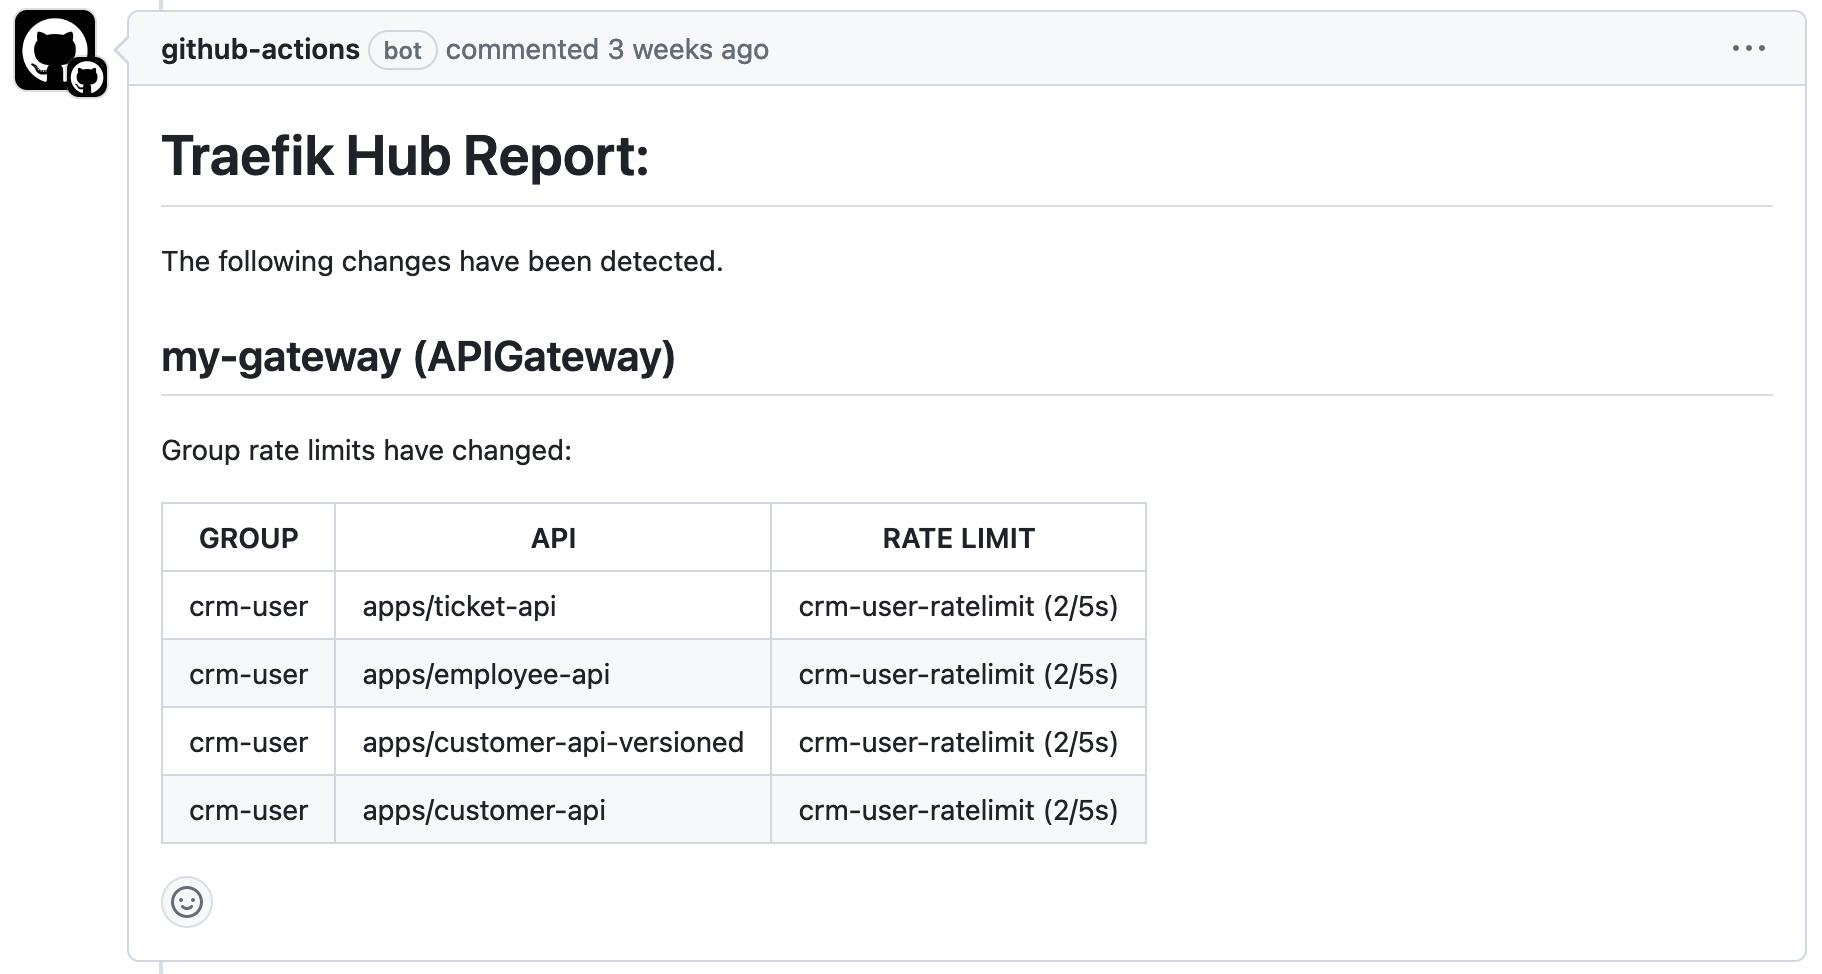 github-actions bot commented 3 weeks ago
Traefik Hub Report:
The following changes have been detected.
my-gateway (APIGateway)
Group rate limits have changed:
GROUP API RATE LIMIT
crm-user apps/ticket-api crm-user-ratelimit (2/5s)
crm-user apps/employee-api crm-user-ratelimit (2/5s)
crm-user apps/customer-api-versioned crm-user-ratelimit (2/5s)
crm-user apps/customer-api crm-user-ratelimit (2/5s)